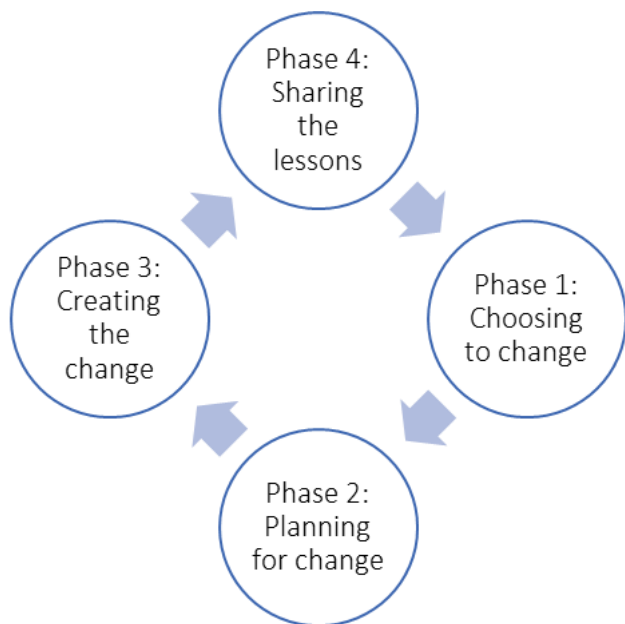 Phase 4:
Sharing
the
lessons
Phase 1:
Choosing
to change
Phase 2:
Planning
for change
Phase 3:
Creating
the
change